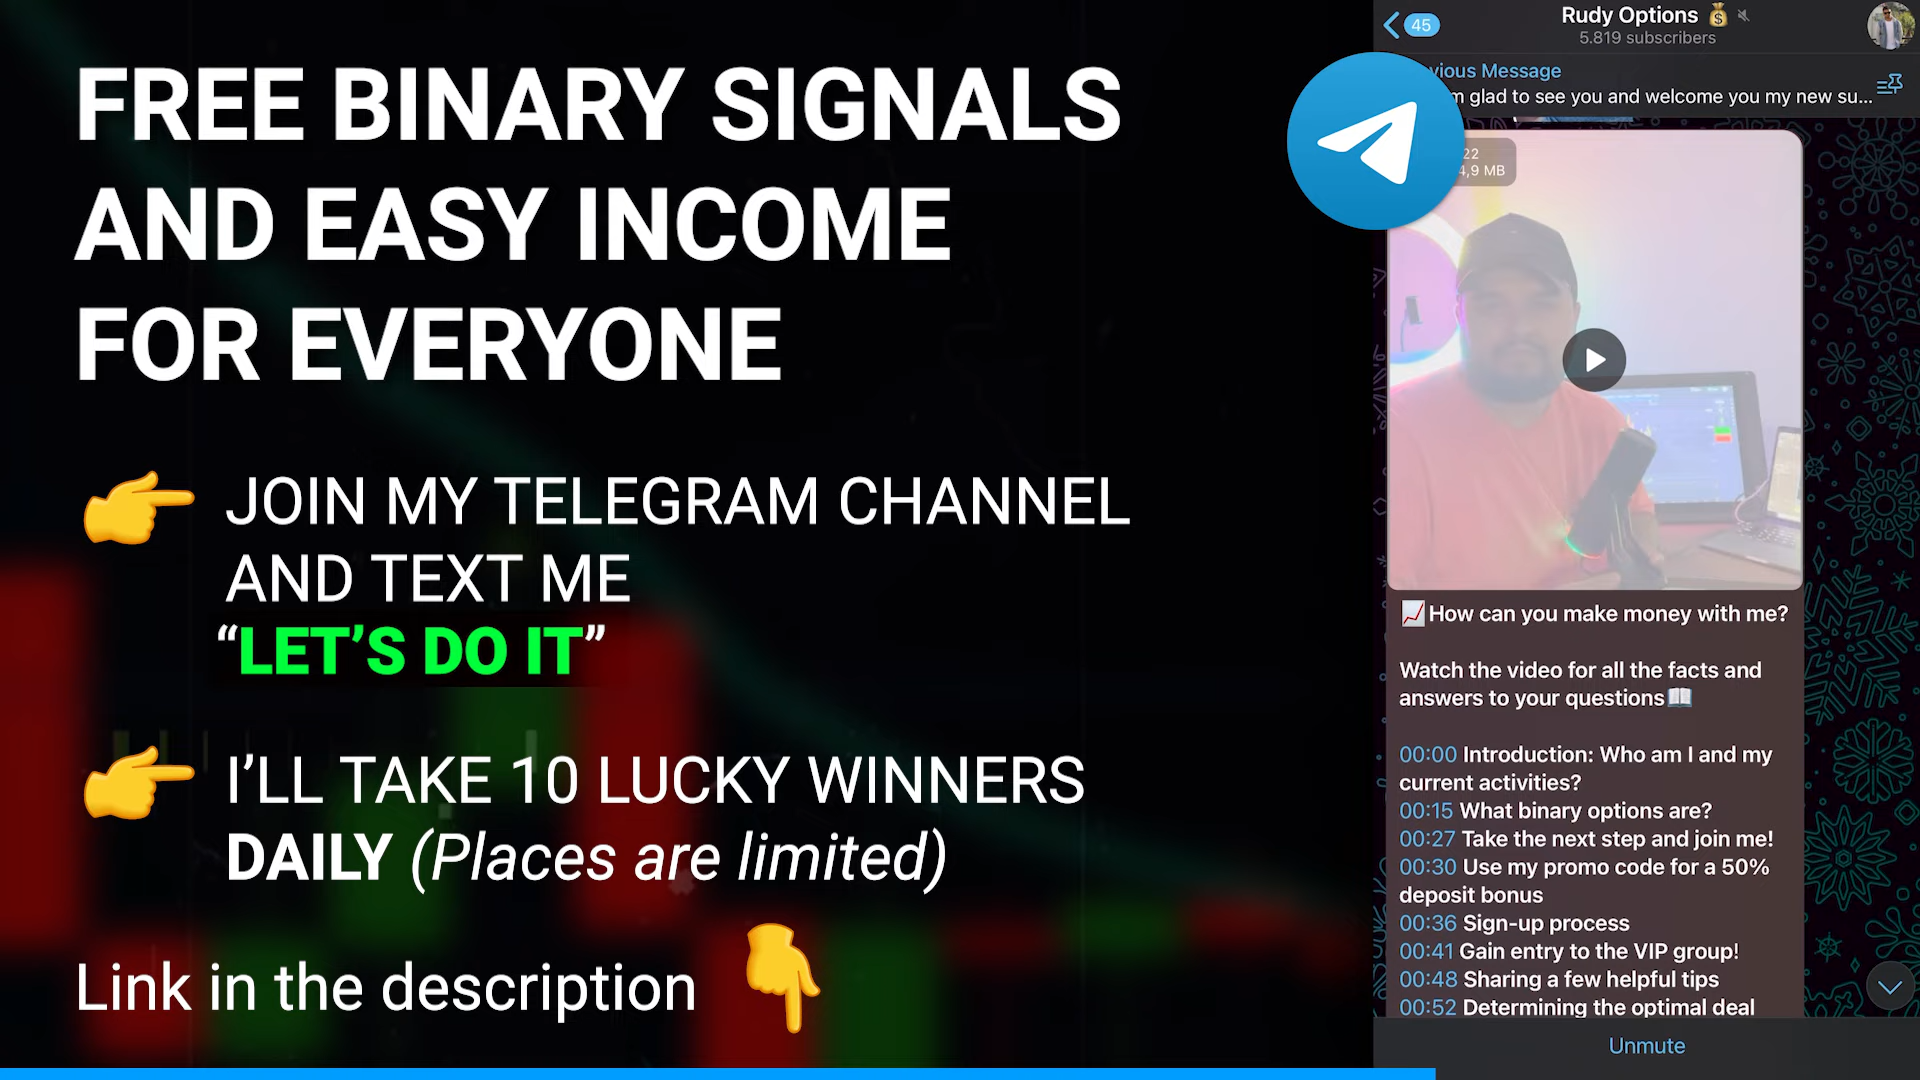 FREE BINARY SIGNALS
AND EASY INCOME
FOR EVERYONE
👉 JOIN MY TELEGRAM CHANNEL
AND TEXT ME
“LET’S DO IT”
👉 I’LL TAKE 10 LUCKY WINNERS
DAILY (Places are limited)
Link in the description 👇
45
Rudy Options 💰
5.819 subscribers
vious Message
m glad to see you and welcome you my new su...
22
4,9 MB
📈How can you make money with me?
Watch the video for all the facts and
answers to your questions📖
00:00 Introduction: Who am I and my
current activities?
00:15 What binary options are?
00:27 Take the next step and join me!
00:30 Use my promo code for a 50%
deposit bonus
00:36 Sign-up process
00:41 Gain entry to the VIP group!
00:48 Sharing a few helpful tips
00:52 Determining the optimal deal
Unmute